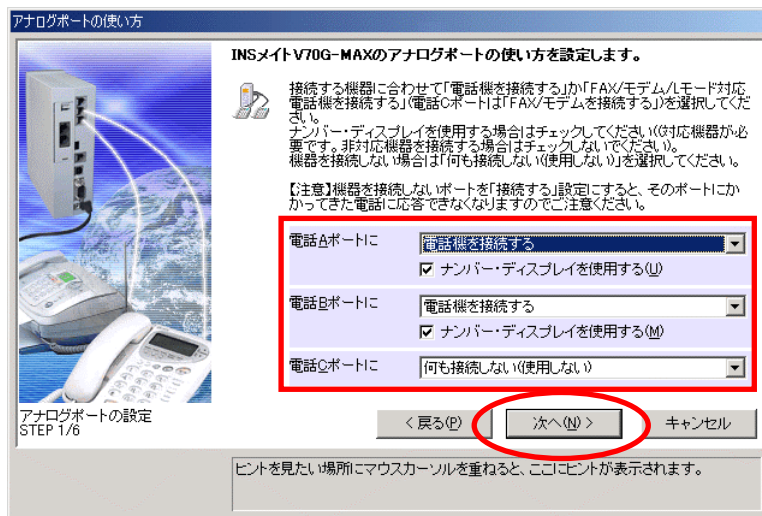 アナログポートの使い方
INSメイトV70G-MAXのアナログポートの使い方を設定します。
接続する機器に合わせて「電話機を接続する」か「FAX/モデム/Lモード対応
電話機を接続する」(電話Cポートは「FAX/モデムを接続する」)を選択してくだ
さい。
ナンバー・ディスプレイを使用する場合はチェックしてください(対応機器が必
要です。非対応機器を接続する場合はチェックしないでください)。
機器を接続しない場合は「何も接続しない(使用しない)」を選択してください。
【注意】機器を接続しないポートを「接続する」設定にすると、そのポートにか
かってきた電話に応答できなくなりますのでご注意ください。
電話Aポートに 電話機を接続する
ナンバー・ディスプレイを使用する(U)
電話Bポートに 電話機を接続する
ナンバー・ディスプレイを使用する(M)
電話Cポートに 何も接続しない(使用しない)
アナログポートの設定
STEP 1/6
< 戻る(P) 次へ(N) > キャンセル
ヒントを見たい場所にマウスカーソルを重ねると、ここにヒントが表示されます。